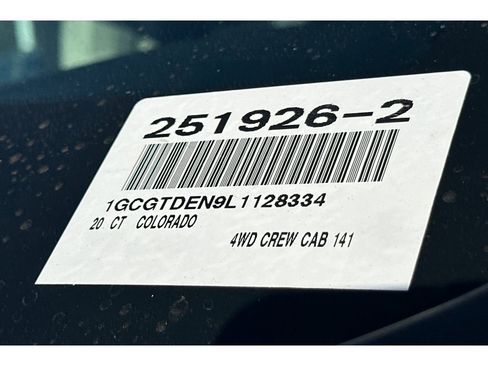 251926-2
1GCGTDEN9L1128334
20 CT COLORADO
4WD CREW CAB 141